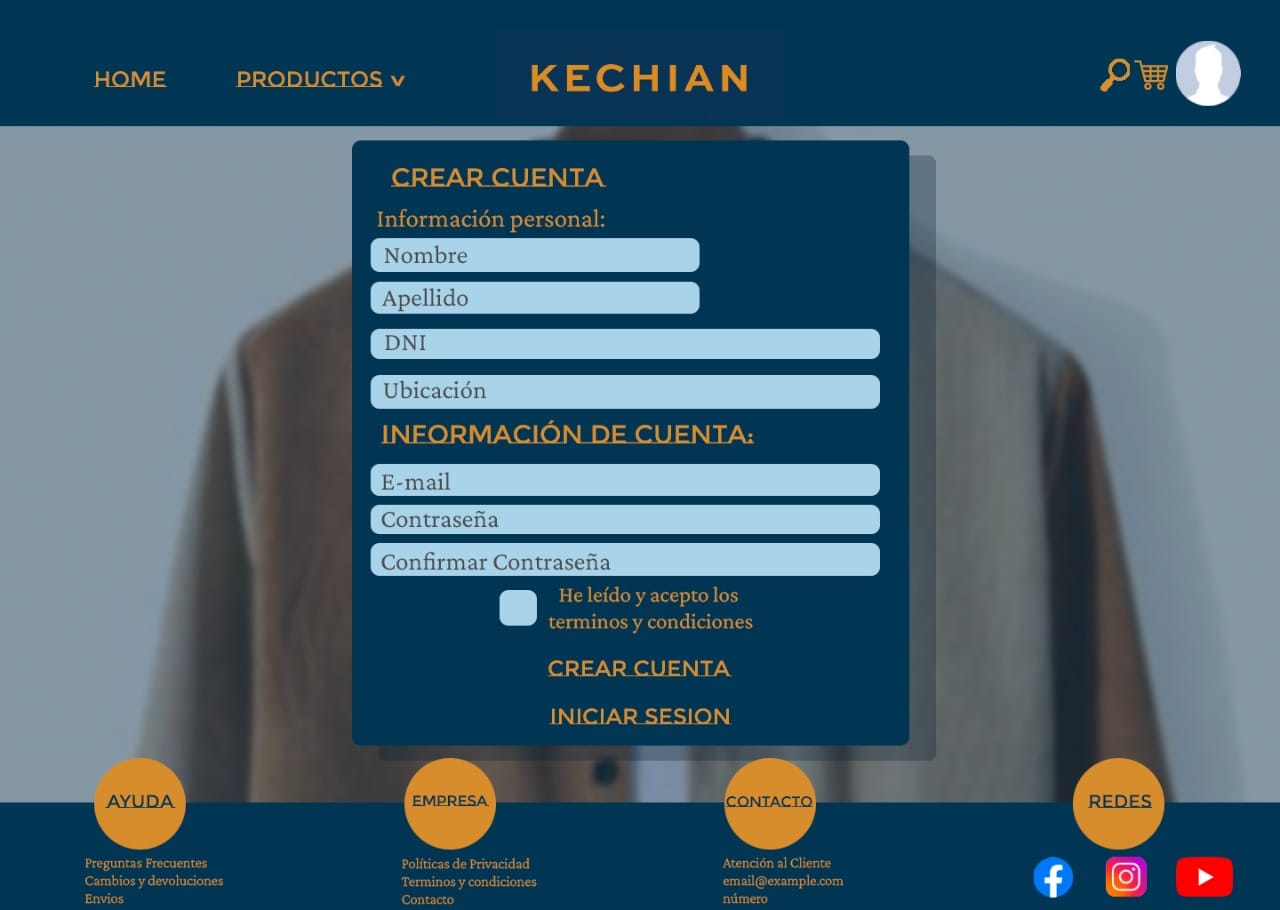 HOME
PRODUCTOS
KECHIAN
CREAR CUENTA
Información personal:
Nombre
Apellido
DNI
Ubicación
INFORMACIÓN DE CUENTA:
E-mail
Contraseña
Confirmar Contraseña
He leído y acepto los
terminos y condiciones
CREAR CUENTA
INICIAR SESION
AYUDA
Preguntas Frecuentes
Cambios y devoluciones
Envios
EMPRESA
Políticas de Privacidad
Terminos y condiciones
Contacto
CONTACTO
Atención al Cliente
email@example.com
número
REDES